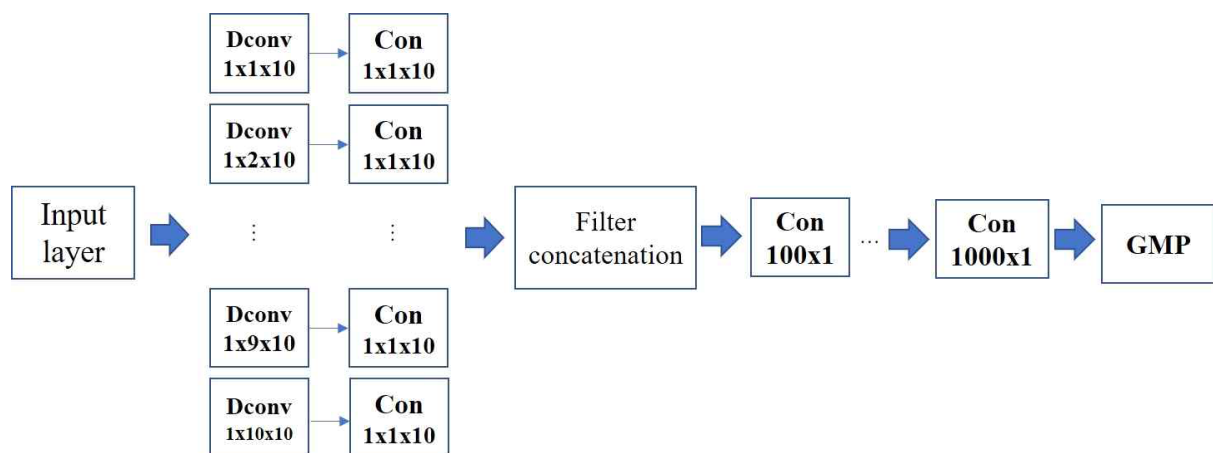 Input
layer
Dconv
1x1x10
Con
1x1x10
Dconv
1x2x10
Con
1x1x10
⋮
⋮
Dconv
1x9x10
Con
1x1x10
Dconv
1x10x10
Con
1x1x10
Filter
concatenation
Con
100x1
...
Con
1000x1
GMP